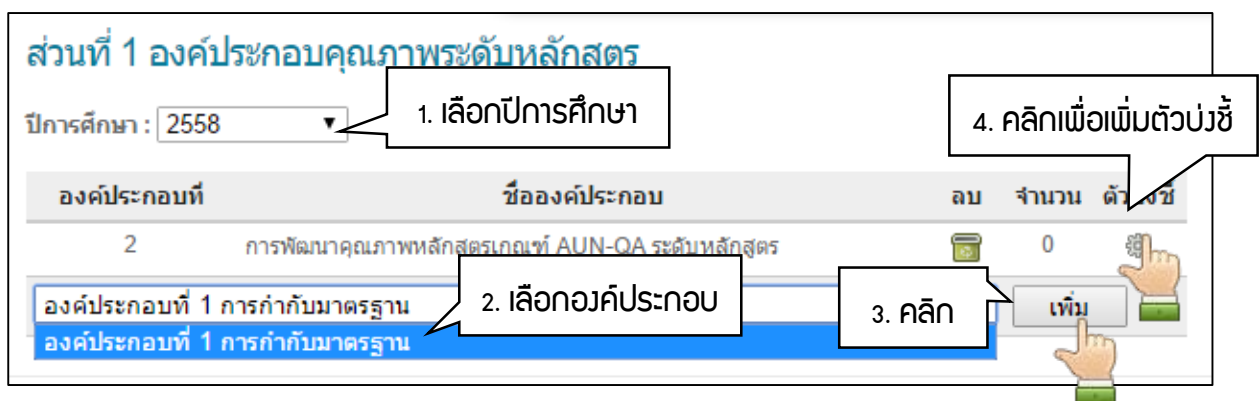 ส่วนที่ 1 องค์ประกอบคุณภาพระดับหลักสูตร
ปีการศึกษา : 2558
1. เลือกปีการศึกษา
4. คลิกเพื่อเพิ่มตัวบ่งชี้
องค์ประกอบที่ ชื่อองค์ประกอบ ลบ จำนวน ตัวบ่งชี้
2 การพัฒนาคุณภาพหลักสูตรเกณฑ์ AUN-QA ระดับหลักสูตร 0
องค์ประกอบที่ 1 การกำกับมาตรฐาน
2. เลือกองค์ประกอบ
3. คลิก
เพิ่ม
องค์ประกอบที่ 1 การกำกับมาตรฐาน